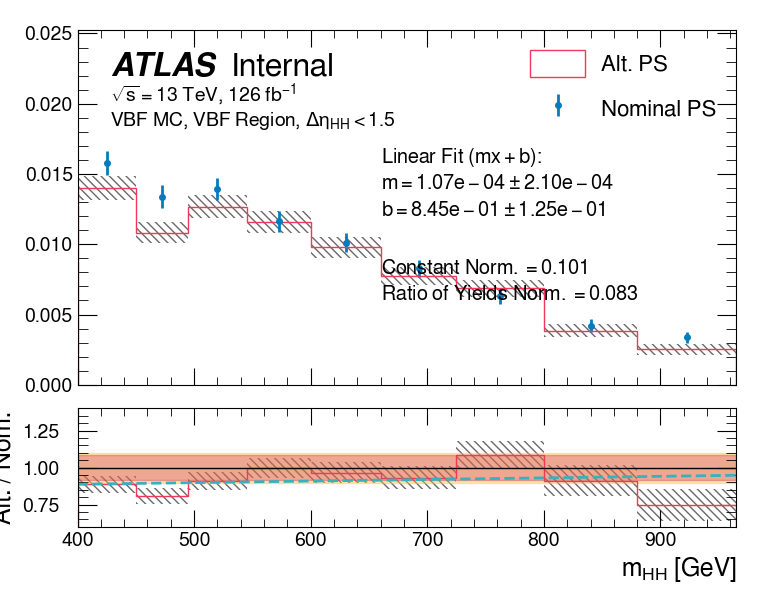 ATLAS Internal
√s = 13 TeV, 126 fb⁻¹
VBF MC, VBF Region, Δη_HH < 1.5
Alt. PS
Nominal PS
Linear Fit (mx + b):
m = 1.07e − 04 ± 2.10e − 04
b = 8.45e − 01 ± 1.25e − 01
Constant Norm. = 0.101
Ratio of Yields Norm. = 0.083
0.025
0.020
0.015
0.010
0.005
0.000
Alt. / Nom.
1.25
1.00
0.75
400 500 600 700 800 900
m_HH [GeV]